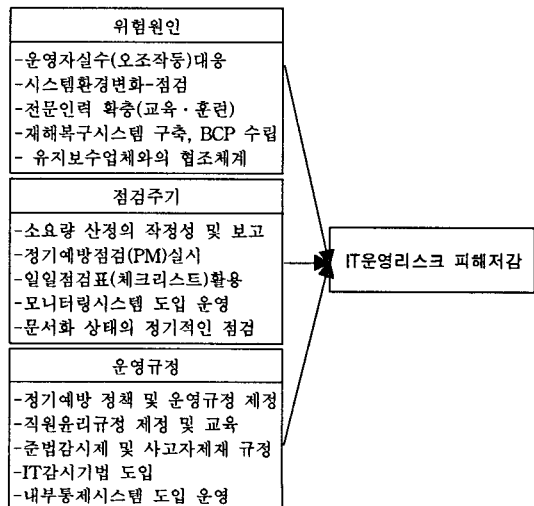 위험원인
-운영자실수(오조작등)대응
-시스템환경변화-점검
-전문인력 확충(교육·훈련)
-재해복구시스템 구축, BCP 수립
- 유지보수업체와의 협조체계
점검주기
-소요량 산정의 작정성 및 보고
-정기예방점검(PM)실시
-일일점검표(체크리스트)활용
-모니터링시스템 도입 운영
-문서화 상태의 정기적인 점검
IT운영리스크 피해저감
운영규정
-정기예방 정책 및 운영규정 제정
-직원윤리규정 제정 및 교육
-준법감시제 및 사고자제재 규정
-IT감시기법 도입
-내부통제시스템 도입 운영